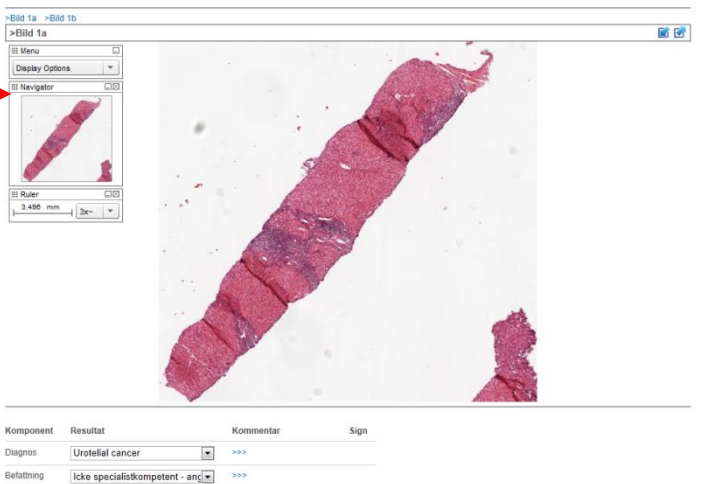 >Bild 1a >Bild 1b
>Bild 1a
Menu
Display Options
Navigator
Ruler
3.496 mm 3x~
Komponent Resultat Kommentar Sign
Diagnos Urotelial cancer >>>
Befattning Icke specialistkompetent - ang >>>